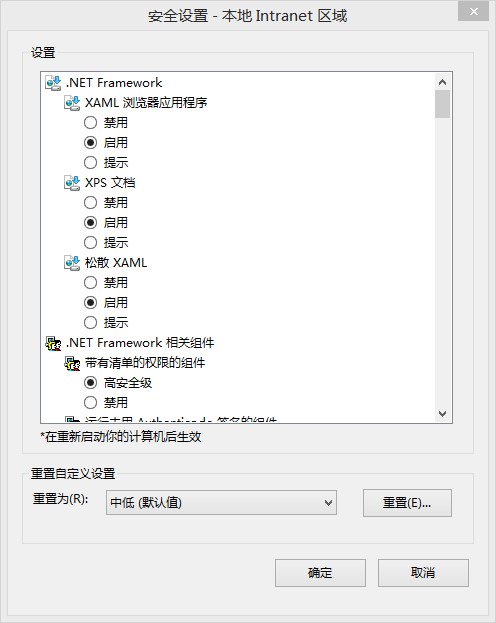 安全设置 - 本地 Intranet 区域
设置
.NET Framework
XAML 浏览器应用程序
禁用
启用
提示
XPS 文档
禁用
启用
提示
松散 XAML
禁用
启用
提示
.NET Framework 相关组件
带有清单的权限的组件
高安全级
禁用
*在重新启动你的计算机后生效
重置自定义设置
重置为(R):
中低 (默认值)
重置(E)...
确定
取消